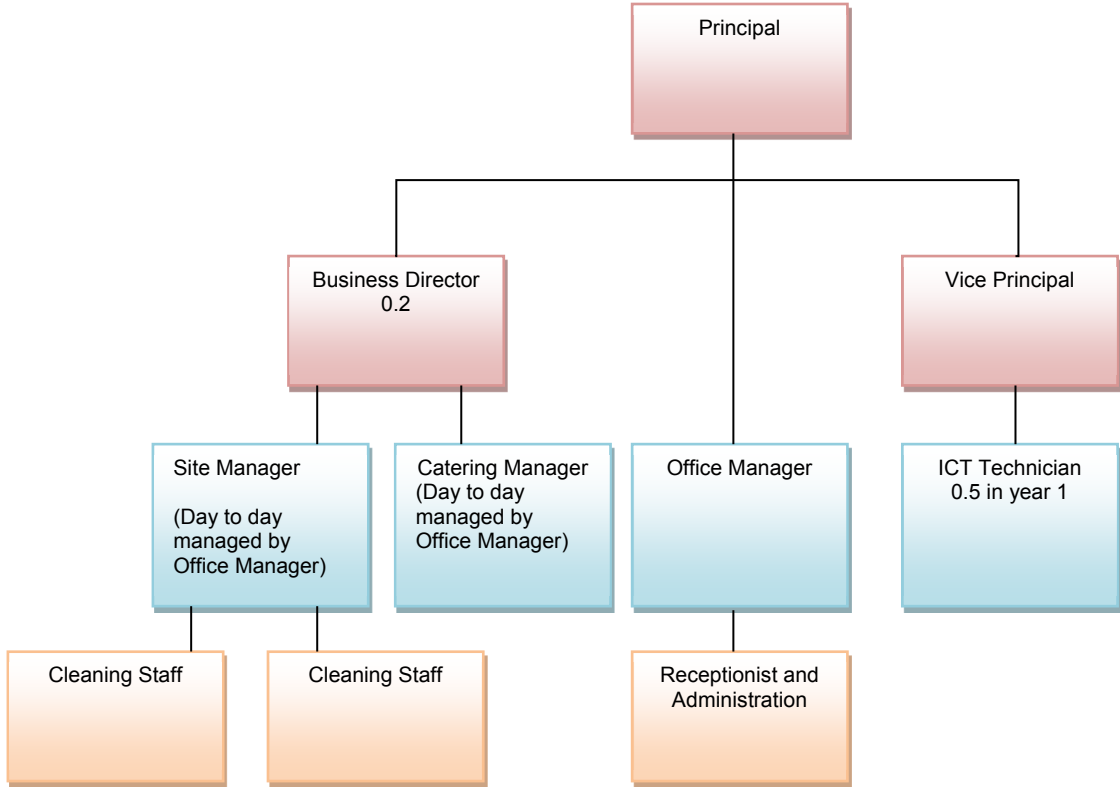 Principal
Business Director
0.2
Vice Principal
Site Manager
(Day to day
managed by
Office Manager)
Catering Manager
(Day to day
managed by
Office Manager)
Office Manager
ICT Technician
0.5 in year 1
Cleaning Staff
Cleaning Staff
Receptionist and
Administration